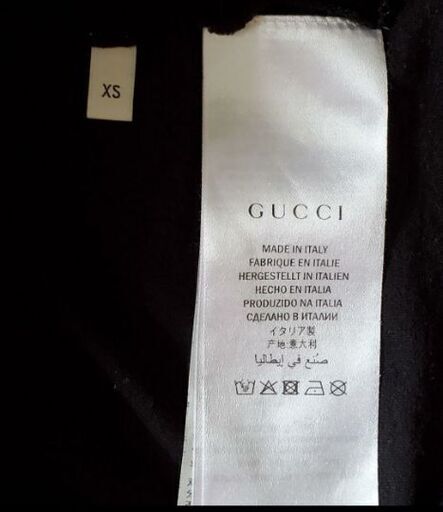 XS
GUCCI
MADE IN ITALY
FABRIQUE EN ITALIE
HERGESTELLT IN ITALIEN
HECHO EN ITALIA
PRODUZIDO NA ITALIA
СДЕЛАНО В ИТАЛИИ
イタリア製
产地:意大利
صنع في إيطاليا